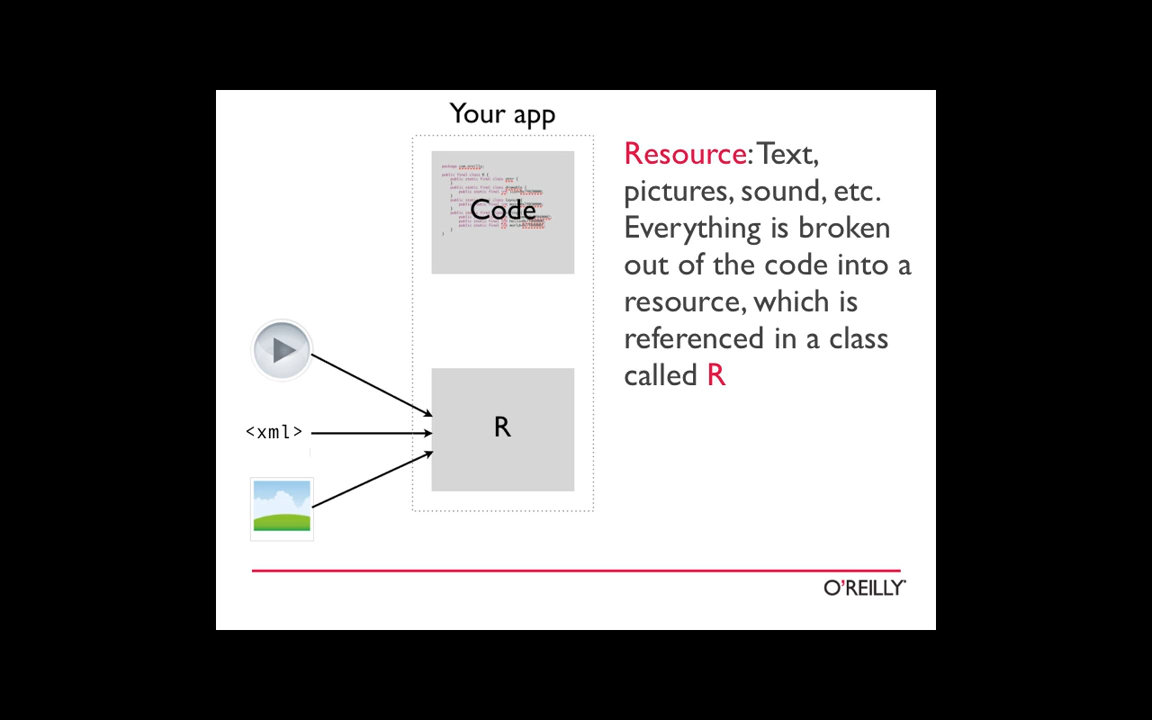 Your app
Resource: Text,
pictures, sound, etc.
Everything is broken
out of the code into a
resource, which is
referenced in a class
called R
Code
R
<xml>
O'REILLY